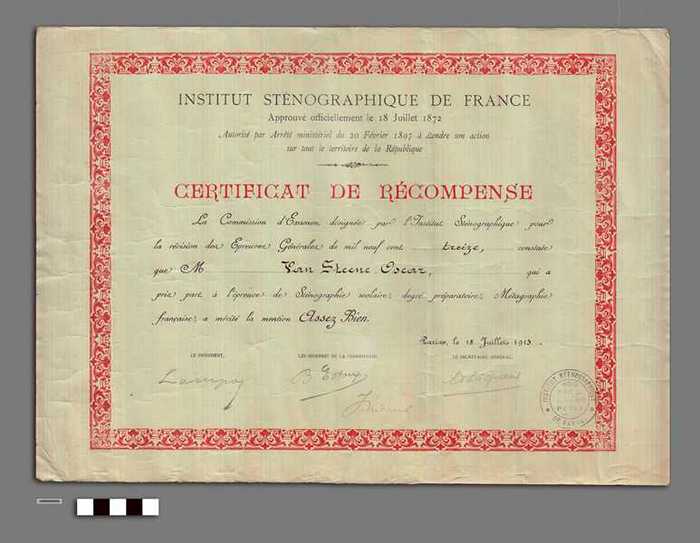 INSTITUT STÉNOGRAPHIQUE DE FRANCE
Approuvé officiellement le 18 Juillet 1872
Autorisé par Arrêté ministériel du 20 Février 1897 à étendre son action
sur tout le territoire de la République
CERTIFICAT DE RÉCOMPENSE
La Commission d'Examen désignée par l'Institut Sténographique pour
la révision des Epreuves Générales de mil neuf cent treize, constate
que M Van Steene Oscar, qui a
pris part à l'épreuve de Sténographie scolaire, degré préparatoire, Métagraphie
française, a mérité la mention Assez Bien.
Paris, le 18 Juillet 1913.
LE PRÉSIDENT, LES MEMBRES DE LA COMMISSION, LE SECRÉTAIRE GÉNÉRAL,
INSTITUT STÉNOGRAPHIQUE